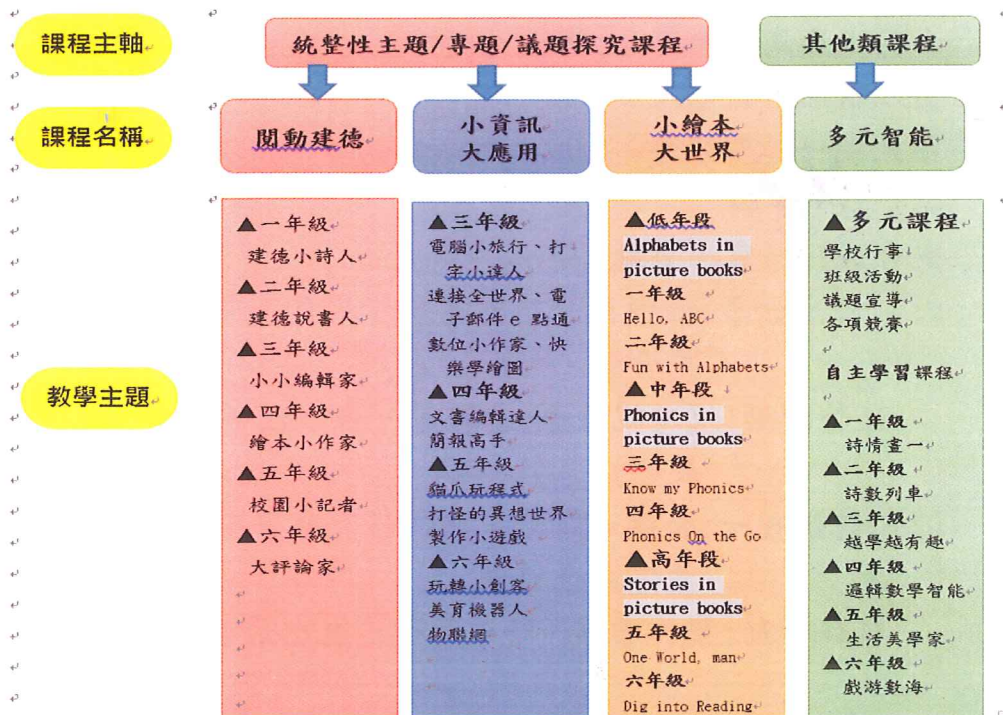 課程主軸
統整性主題/專題/議題探究課程
其他類課程
課程名稱
閱動建德
小資訊
大應用
小繪本
大世界
多元智能
教學主題
▲一年級
建德小詩人
▲二年級
建德說書人
▲三年級
小小編輯家
▲四年級
繪本小作家
▲五年級
校園小記者
▲六年級
大評論家
▲三年級
電腦小旅行、打
字小達人
連接全世界、電
子郵件e 點通
數位小作家、快
樂學繪圖
▲四年級
文書編輯達人
簡報高手
▲五年級
貓爪玩程式
打怪的異想世界
製作小遊戲
▲六年級
玩轉小創客
美育機器人
物聯網
▲低年段
Alphabets in
picture books
一年級
Hello, ABC
二年級
Fun with Alphabets
▲中年段
Phonics in
picture books
三年級
Know my Phonics
四年級
Phonics On the Go
▲高年段
Stories in
picture books
五年級
One World, man
六年級
Dig into Reading
▲多元課程
學校行事
班級活動
議題宣導
各項競賽
自主學習課程
▲一年級
詩情畫一
▲二年級
詩數列車
▲三年級
越學越有趣
▲四年級
邏輯數學智能
▲五年級
生活美學家
▲六年級
戲游數海